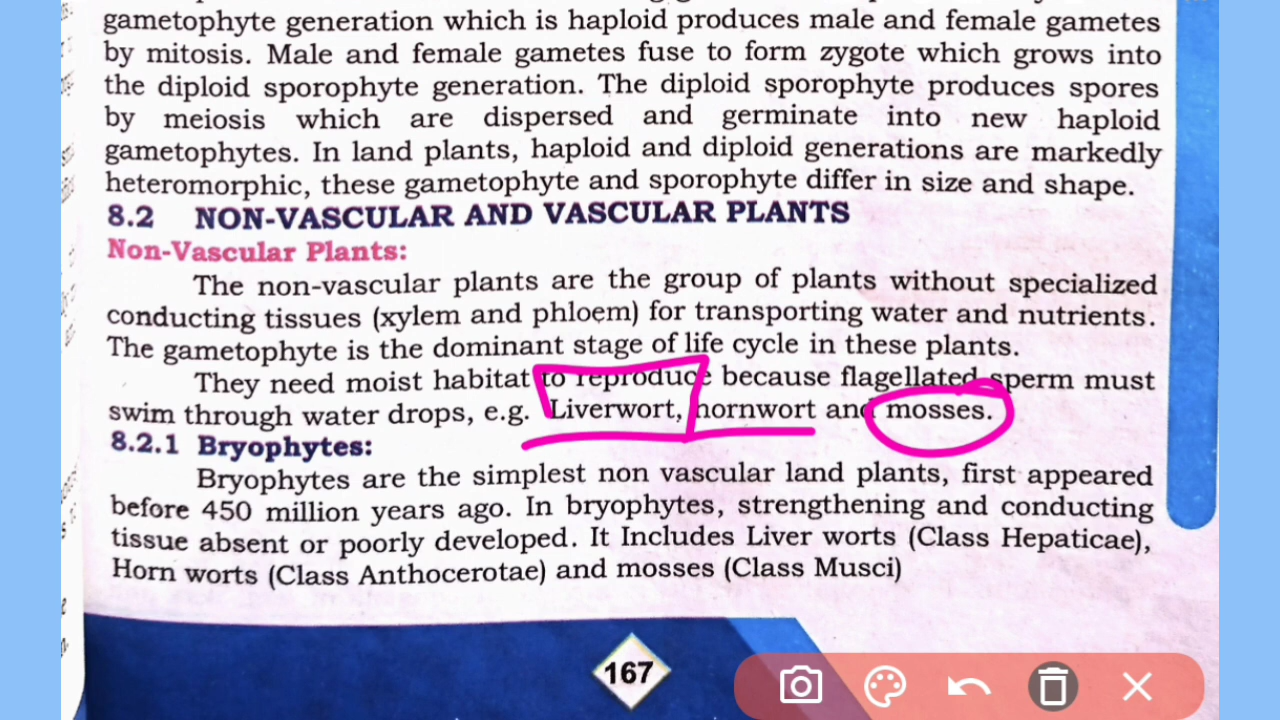 gametophyte generation which is haploid produces male and female gametes
by mitosis. Male and female gametes fuse to form zygote which grows into
the diploid sporophyte generation. The diploid sporophyte produces spores
by meiosis which are dispersed and germinate into new haploid
gametophytes. In land plants, haploid and diploid generations are markedly
heteromorphic, these gametophyte and sporophyte differ in size and shape.
8.2 NON-VASCULAR AND VASCULAR PLANTS
Non-Vascular Plants:
The non-vascular plants are the group of plants without specialized
conducting tissues (xylem and phloem) for transporting water and nutrients.
The gametophyte is the dominant stage of life cycle in these plants.
They need moist habitat to reproduce because flagellated sperm must
swim through water drops, e.g. Liverwort, hornwort and mosses.
8.2.1 Bryophytes:
Bryophytes are the simplest non vascular land plants, first appeared
before 450 million years ago. In bryophytes, strengthening and conducting
tissue absent or poorly developed. It Includes Liver worts (Class Hepaticae),
Horn worts (Class Anthocerotae) and mosses (Class Musci)
167